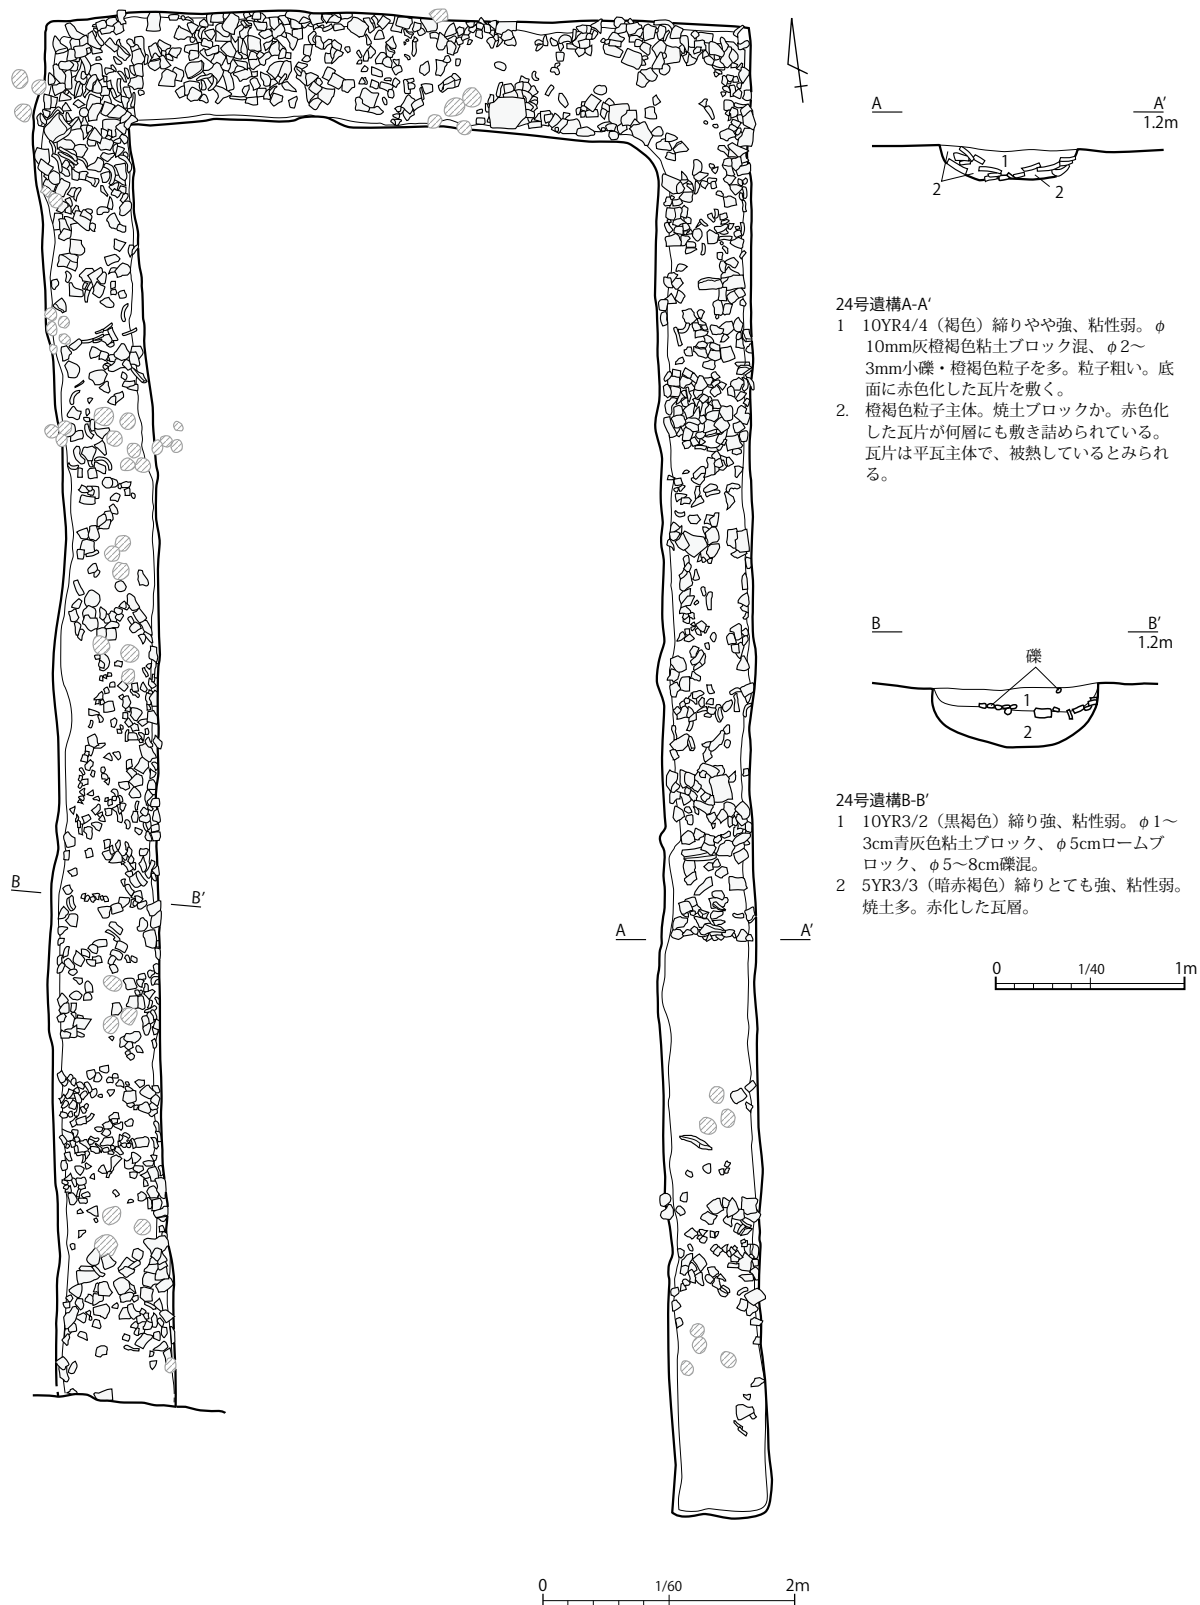 A A′
1.2m
1
2 2
24号遺構A-A′
1 10YR4/4（褐色）締りやや強、粘性弱。φ
10mm灰橙褐色粘土ブロック混、φ2～
3mm小礫・橙褐色粒子を多。粒子粗い。底
面に赤色化した瓦片を敷く。
2. 橙褐色粒子主体。焼土ブロックか。赤色化
した瓦片が何層にも敷き詰められている。
瓦片は平瓦主体で、被熱しているとみられ
る。
B B′
1.2m
礫
1
2
24号遺構B-B′
1 10YR3/2（黒褐色）締り強、粘性弱。φ1～
3cm青灰色粘土ブロック、φ5cmロームブ
ロック、φ5～8cm礫混。
2 5YR3/3（暗赤褐色）締りとても強、粘性弱。
焼土多。赤化した瓦層。
B B′
A A′
0 1/40 1m
0 1/60 2m